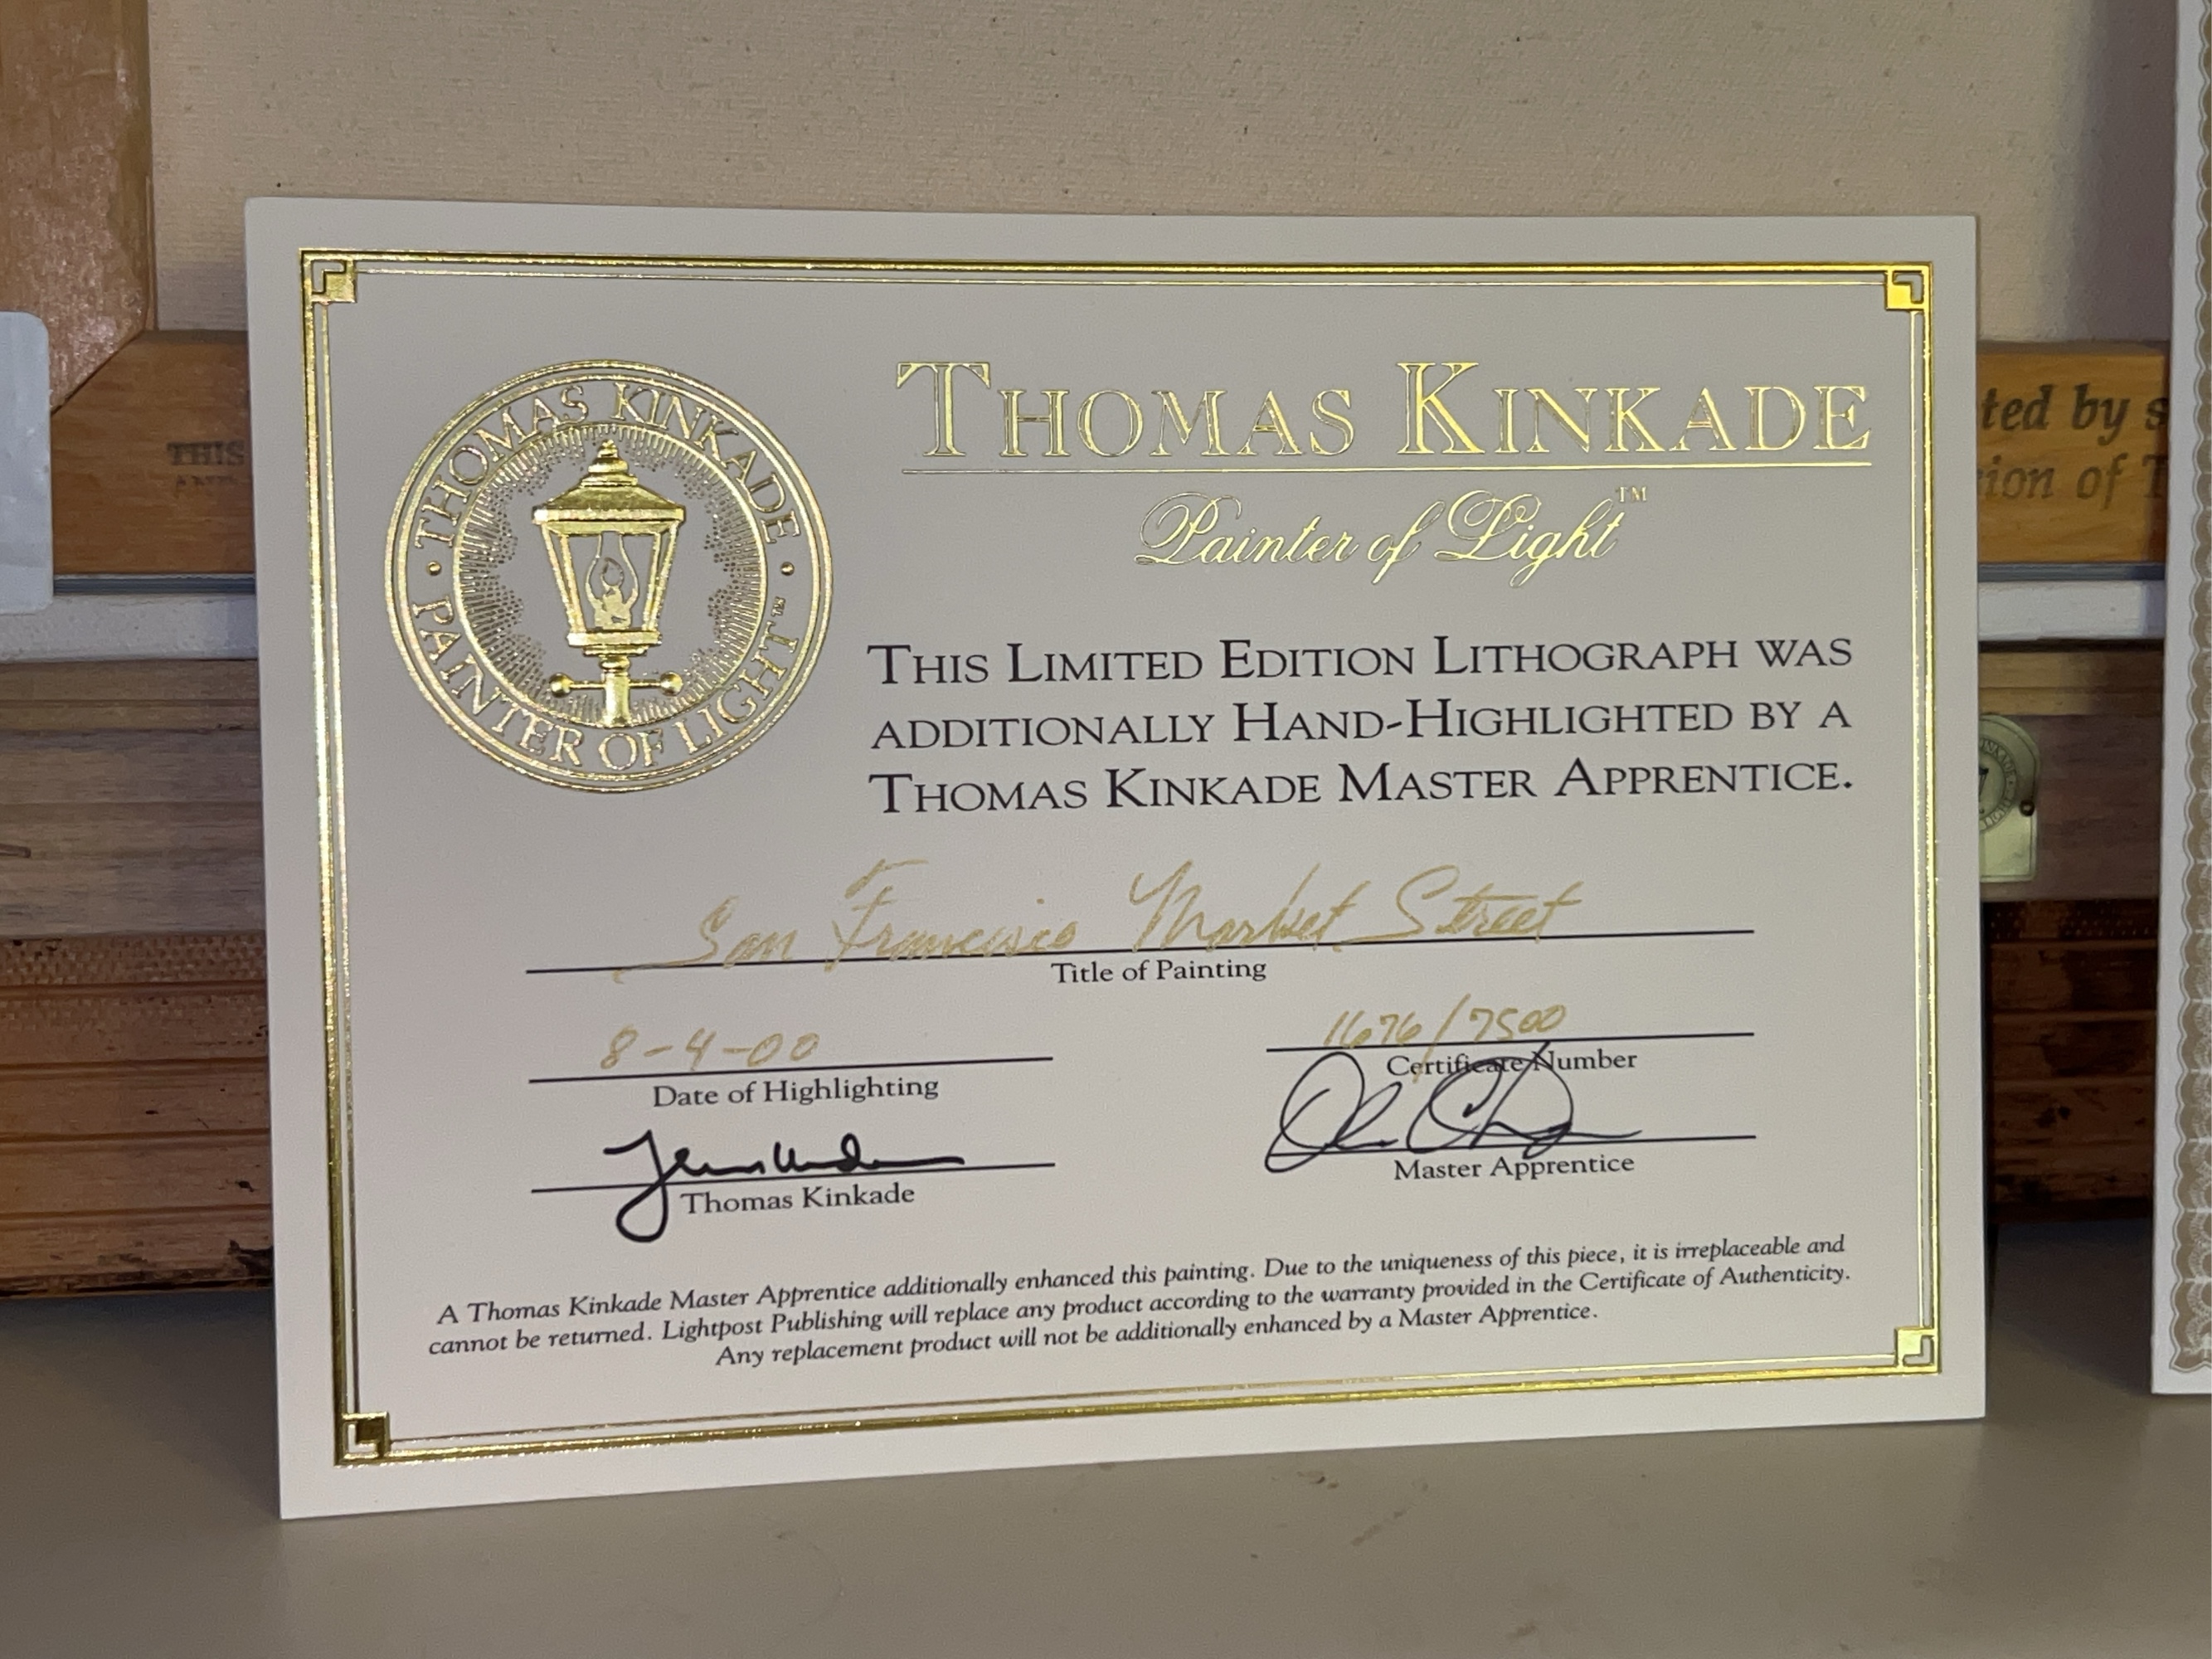 THOMAS KINKADE
PAINTER OF LIGHT™
THOMAS KINKADE
Painter of Light™
THIS LIMITED EDITION LITHOGRAPH WAS
ADDITIONALLY HAND-HIGHLIGHTED BY A
THOMAS KINKADE MASTER APPRENTICE.
San Francisco Market Street
Title of Painting
8-4-00
Date of Highlighting
1676/7500
Certificate Number
Thomas Kinkade
Master Apprentice
A Thomas Kinkade Master Apprentice additionally enhanced this painting. Due to the uniqueness of this piece, it is irreplaceable and
cannot be returned. Lightpost Publishing will replace any product according to the warranty provided in the Certificate of Authenticity.
Any replacement product will not be additionally enhanced by a Master Apprentice.
THIS
ted by s
ion of T